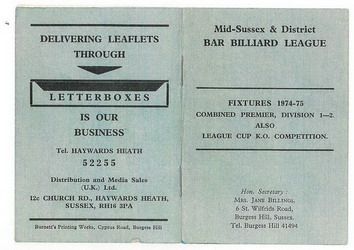 DELIVERING LEAFLETS
THROUGH
LETTERBOXES
IS OUR
BUSINESS
Tel. HAYWARDS HEATH
52255
Distribution and Media Sales
(U.K.) Ltd.
12c CHURCH RD., HAYWARDS HEATH,
SUSSEX, RH16 3PA
Burnett's Printing Works, Cyprus Road, Burgess Hill
Mid-Sussex & District
BAR BILLIARD LEAGUE
FIXTURES 1974-75
COMBINED PREMIER, DIVISION 1—2.
ALSO
LEAGUE CUP K.O. COMPETITION.
Hon. Secretary :
MRS. JANE BILLINGS,
6 St. Wilfrids Road,
Burgess Hill, Sussex.
Tel. Burgess Hill 41494